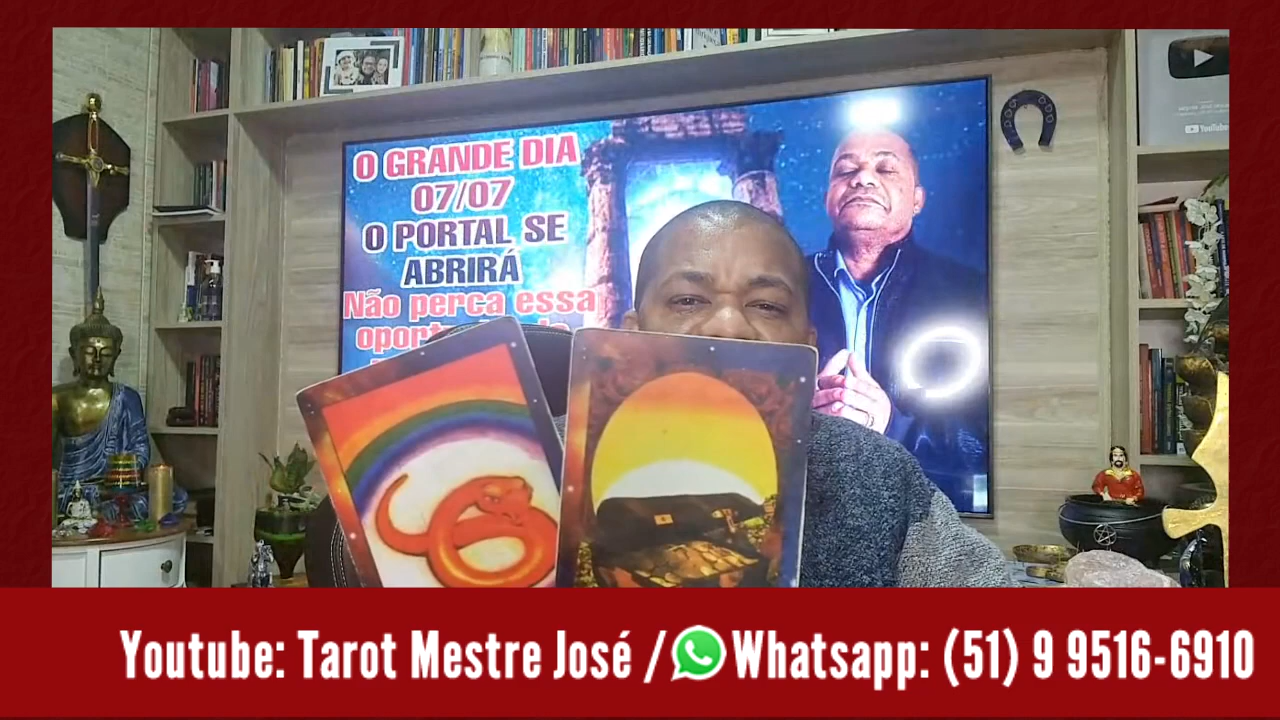 O GRANDE DIA
07/07
O PORTAL SE
ABRIRÁ
Não perca essa
YouTube
Youtube: Tarot Mestre José / Whatsapp: (51) 9 9516-6910